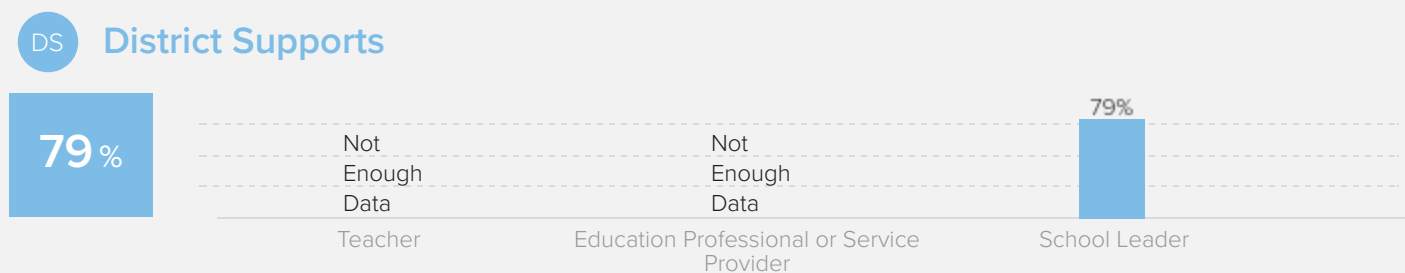 DS
District Supports
79 %
79%
Not
Enough
Data
Not
Enough
Data
Teacher
Education Professional or Service
Provider
School Leader